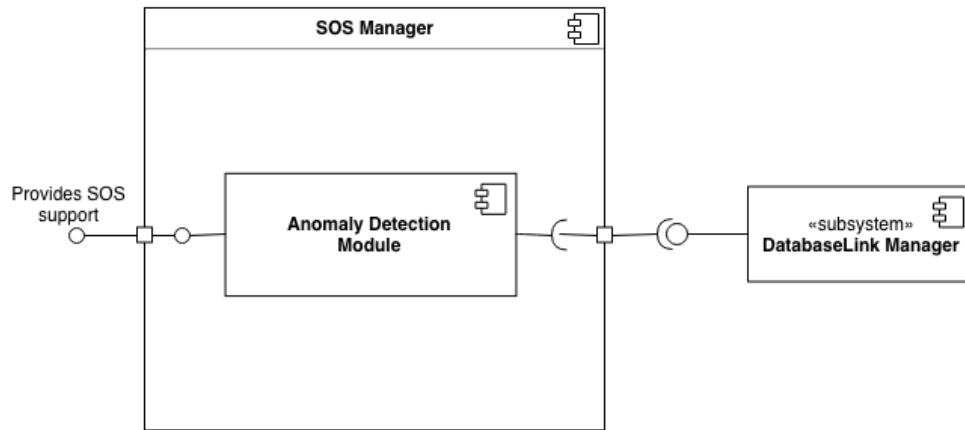 SOS Manager
Provides SOS
support
Anomaly Detection
Module
«subsystem»
DatabaseLink Manager